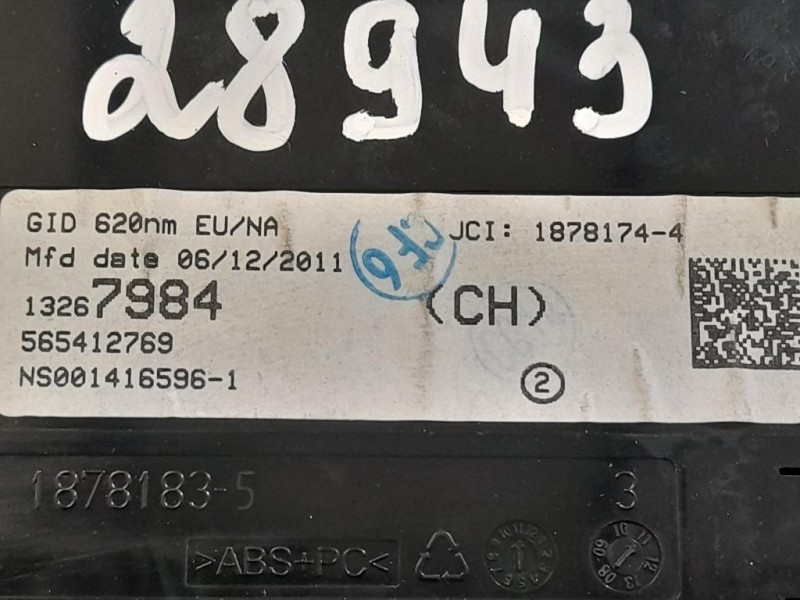 28943
GID 620nm EU/NA JCI: 1878174-4
Mfd date 06/12/2011
13267984 (CH)
565412769
NS001416596-1 2
1878183-5 3
>ABS+PC<